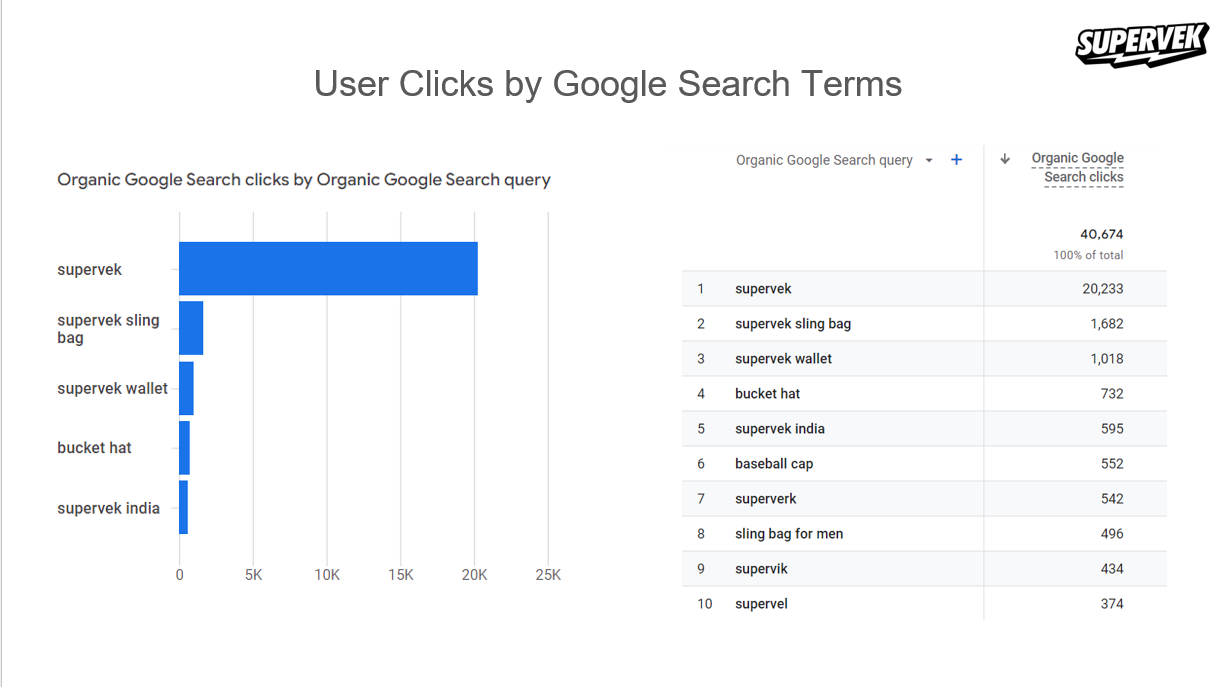 SUPERVEK
User Clicks by Google Search Terms
Organic Google Search clicks by Organic Google Search query
supervek
supervek sling
bag
supervek wallet
bucket hat
supervek india
0 5K 10K 15K 20K 25K
Organic Google Search query + Organic Google
Search clicks
40,674
100% of total
1 supervek 20,233
2 supervek sling bag 1,682
3 supervek wallet 1,018
4 bucket hat 732
5 supervek india 595
6 baseball cap 552
7 superverk 542
8 sling bag for men 496
9 supervik 434
10 supervel 374